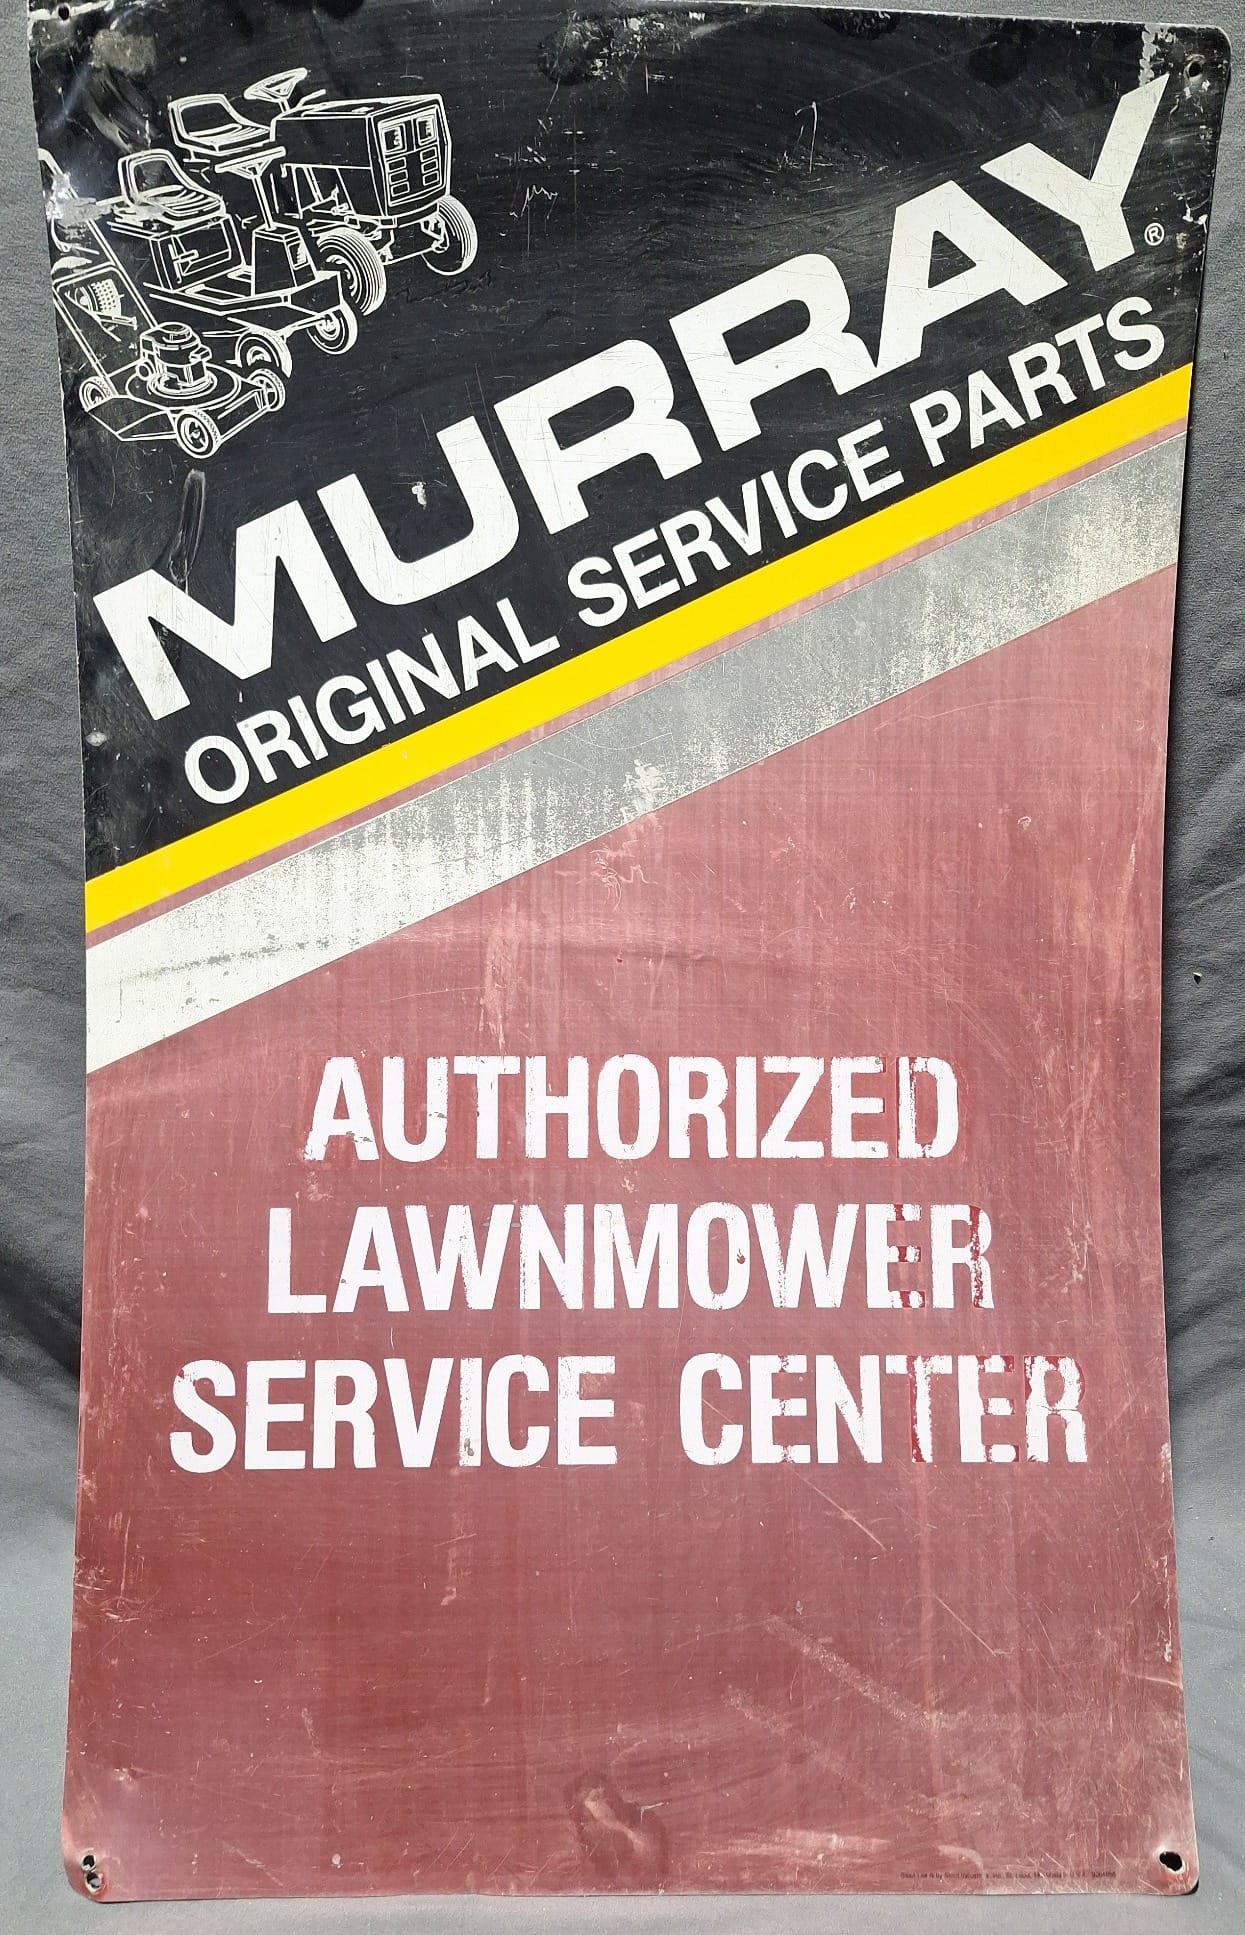 MURRAY®
ORIGINAL SERVICE PARTS
AUTHORIZED
LAWNMOWER
SERVICE CENTER